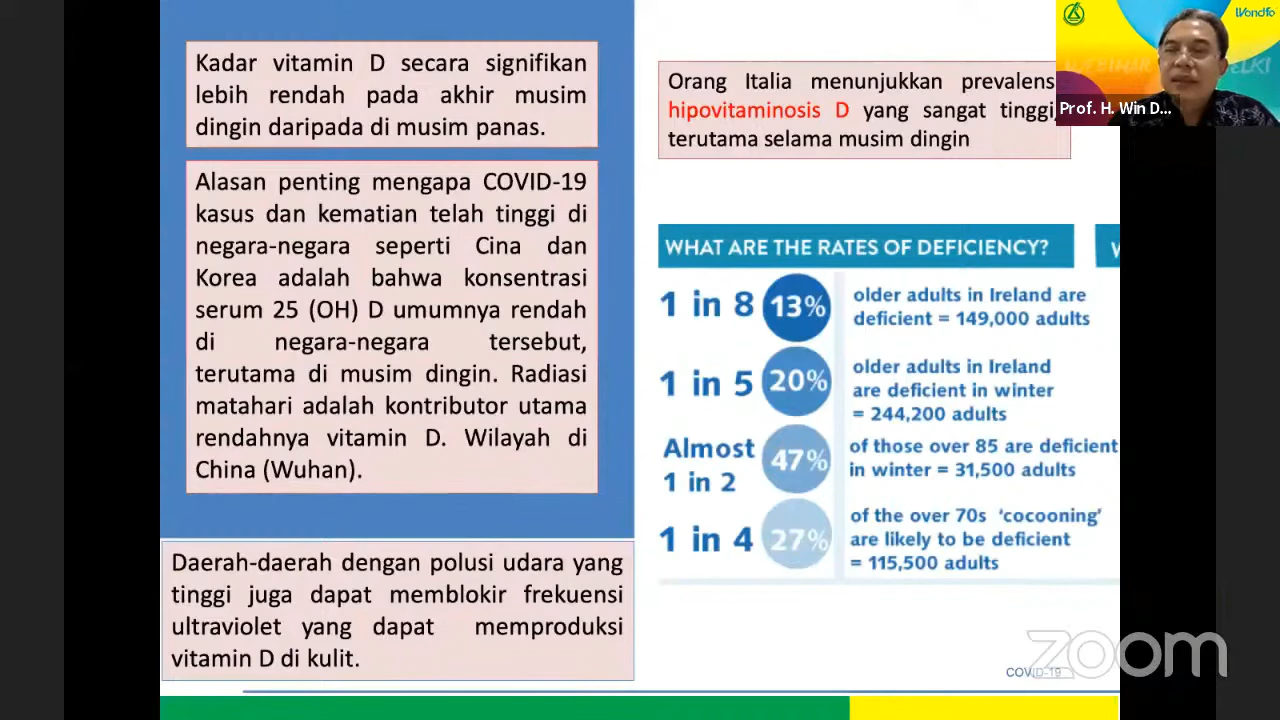 Kadar vitamin D secara signifikan
lebih rendah pada akhir musim
dingin daripada di musim panas.
Alasan penting mengapa COVID-19
kasus dan kematian telah tinggi di
negara-negara seperti Cina dan
Korea adalah bahwa konsentrasi
serum 25 (OH) D umumnya rendah
di negara-negara tersebut,
terutama di musim dingin. Radiasi
matahari adalah kontributor utama
rendahnya vitamin D. Wilayah di
China (Wuhan).
Daerah-daerah dengan polusi udara yang
tinggi juga dapat memblokir frekuensi
ultraviolet yang dapat memproduksi
vitamin D di kulit.
Orang Italia menunjukkan prevalens
hipovitaminosis D yang sangat tinggi,
terutama selama musim dingin
WHAT ARE THE RATES OF DEFICIENCY?
1 in 8 13% older adults in Ireland are
deficient = 149,000 adults
1 in 5 20% older adults in Ireland
are deficient in winter
= 244,200 adults
Almost
1 in 2 47% of those over 85 are deficient
in winter = 31,500 adults
1 in 4 27% of the over 70s ‘cocooning’
are likely to be deficient
= 115,500 adults
COVID-19
zoom
Wondfo
Prof. H. Win D...